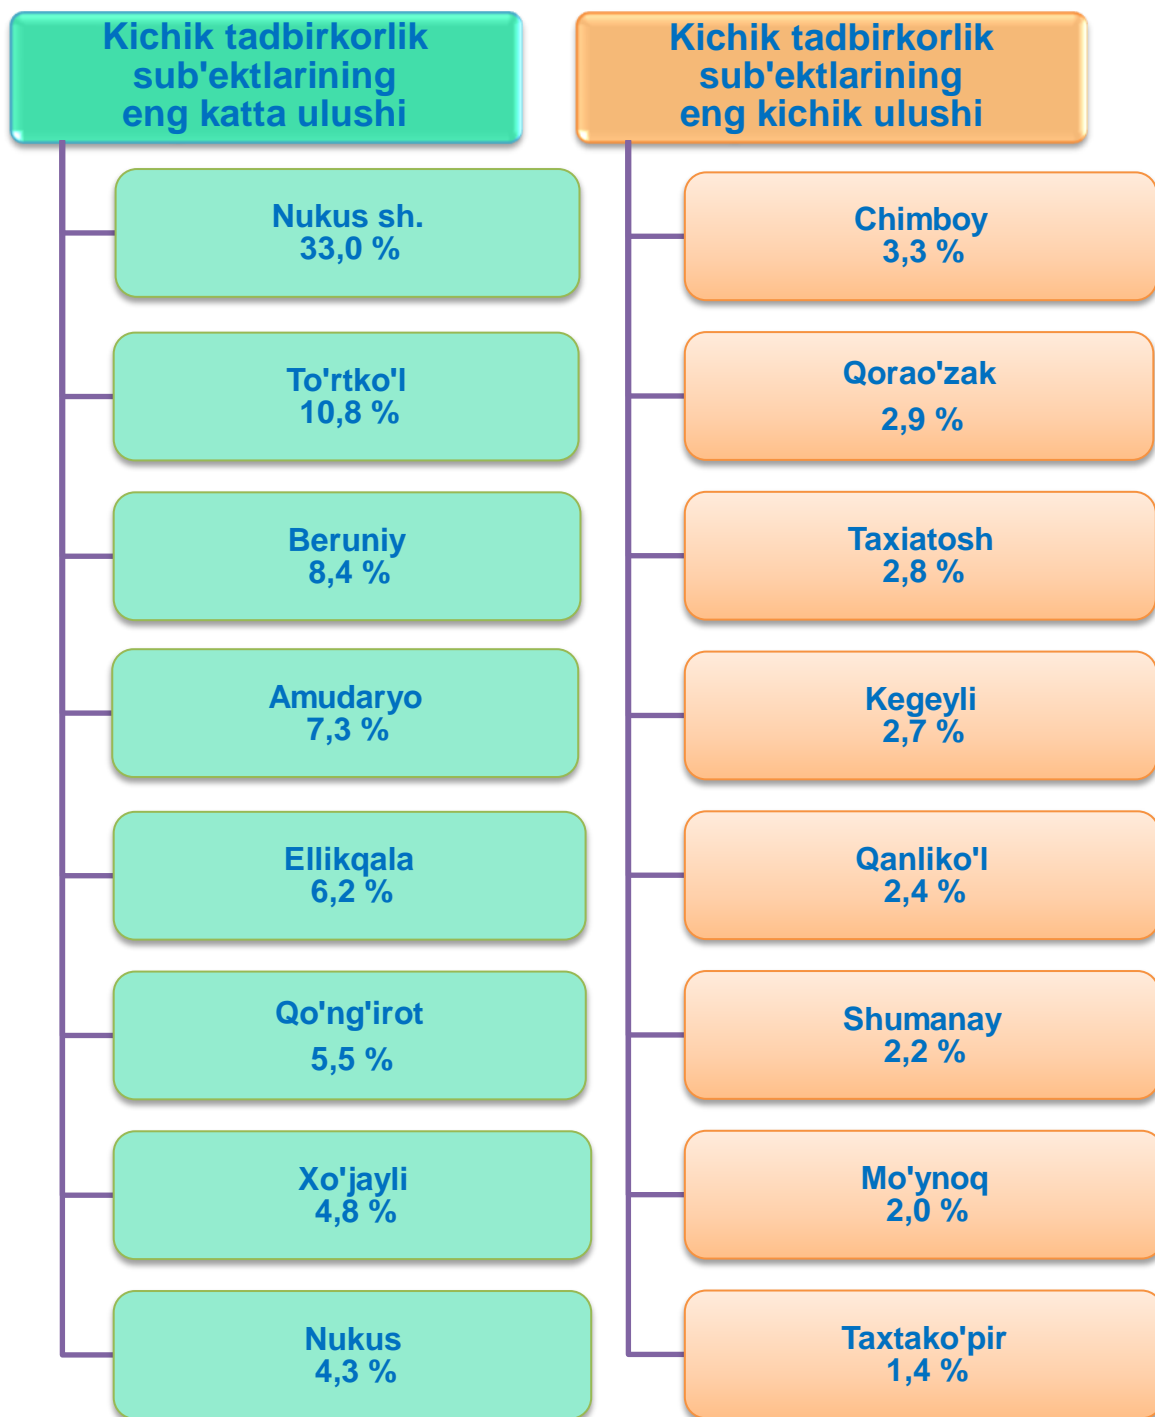 Kichik tadbirkorlik
sub'ektlarining
eng katta ulushi
Nukus sh.
33,0 %
To'rtko'l
10,8 %
Beruniy
8,4 %
Amudaryo
7,3 %
Ellikqala
6,2 %
Qo'ng'irot
5,5 %
Xo'jayli
4,8 %
Nukus
4,3 %
Kichik tadbirkorlik
sub'ektlarining
eng kichik ulushi
Chimboy
3,3 %
Qorao'zak
2,9 %
Taxiatosh
2,8 %
Kegeyli
2,7 %
Qanliko'l
2,4 %
Shumanay
2,2 %
Mo'ynoq
2,0 %
Taxtako'pir
1,4 %